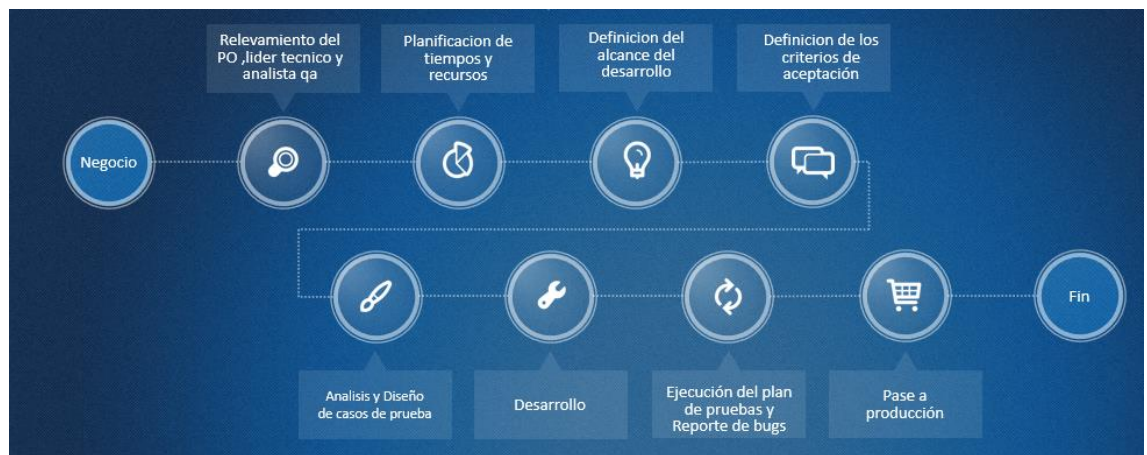 Relevamiento del
PO ,lider tecnico y
analista qa
Planificacion de
tiempos y
recursos
Definicion del
alcance del
desarrollo
Definicion de los
criterios de
aceptación
Negocio
Analisis y Diseño
de casos de prueba
Desarrollo
Ejecución del plan
de pruebas y
Reporte de bugs
Pase a
producción
Fin